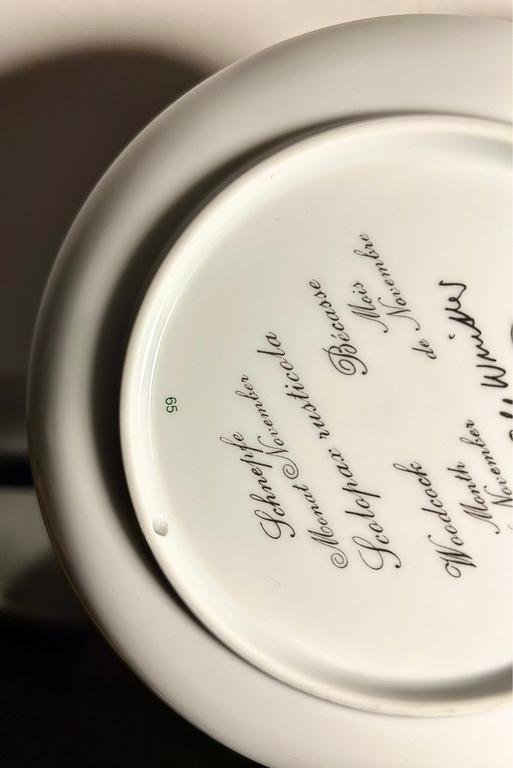 Schnepfe
Monat November
Scolopax rusticola
Bécasse
Mois
de Novembre
Woodcock
Month
November
65